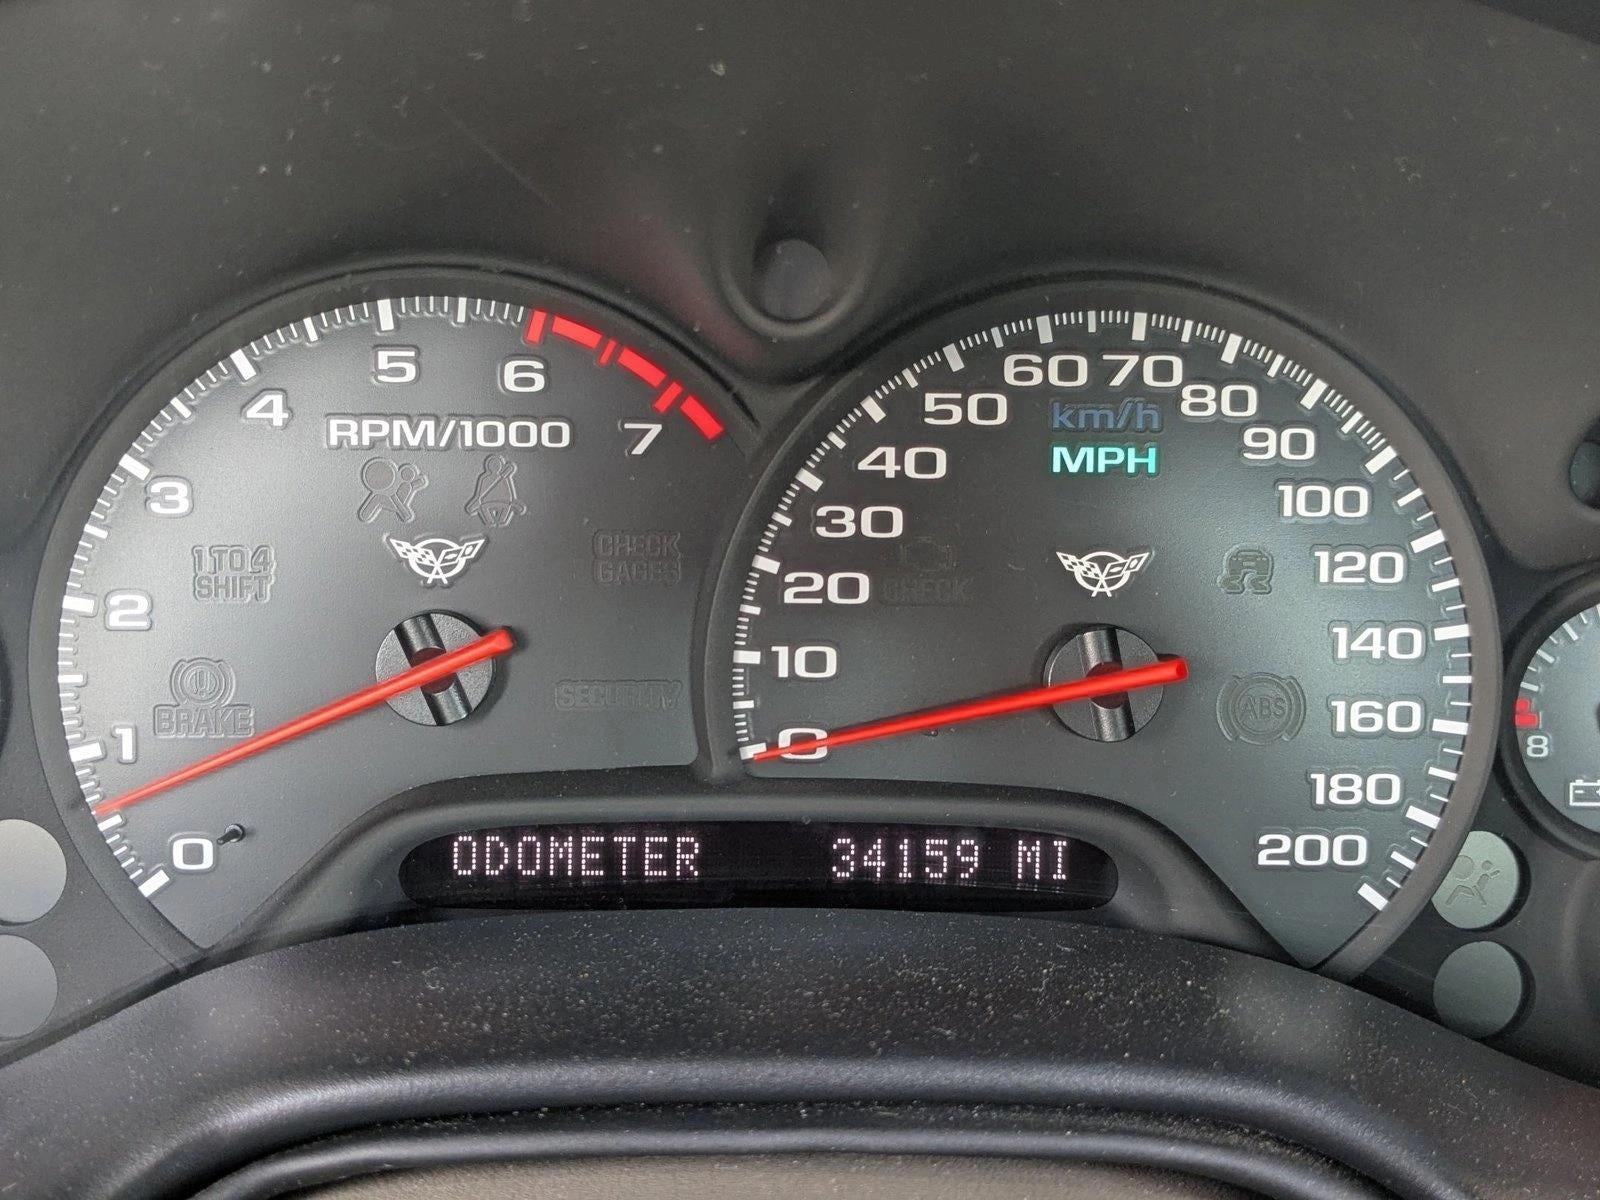 0
1
2
3
4
5
6
7
RPM/1000
1 TO 4
SHIFT
CHECK
GAGES
BRAKE
SECURITY
0
10
20
30
40
50
60
70
80
90
100
120
140
160
180
200
km/h
MPH
CHECK
ABS
ODOMETER 34159 MI
8